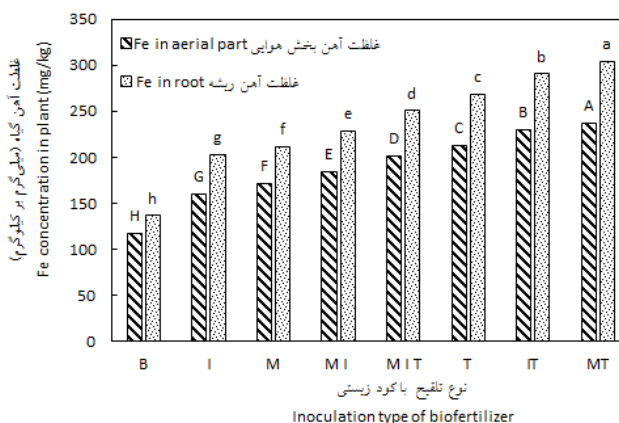 350
300
250
200
150
100
50
0
غلظت آهن گیاه، (میلی‌گرم بر کیلوگرم)
Fe concentration in plant (mg/kg)
Fe in aerial part غلظت آهن بخش هوایی
Fe in root غلظت آهن ریشه
H h G g F f E e D d C c B b A a
B I M M I M I T T IT MT
نوع تلقیح با کود زیستی
Inoculation type of biofertilizer